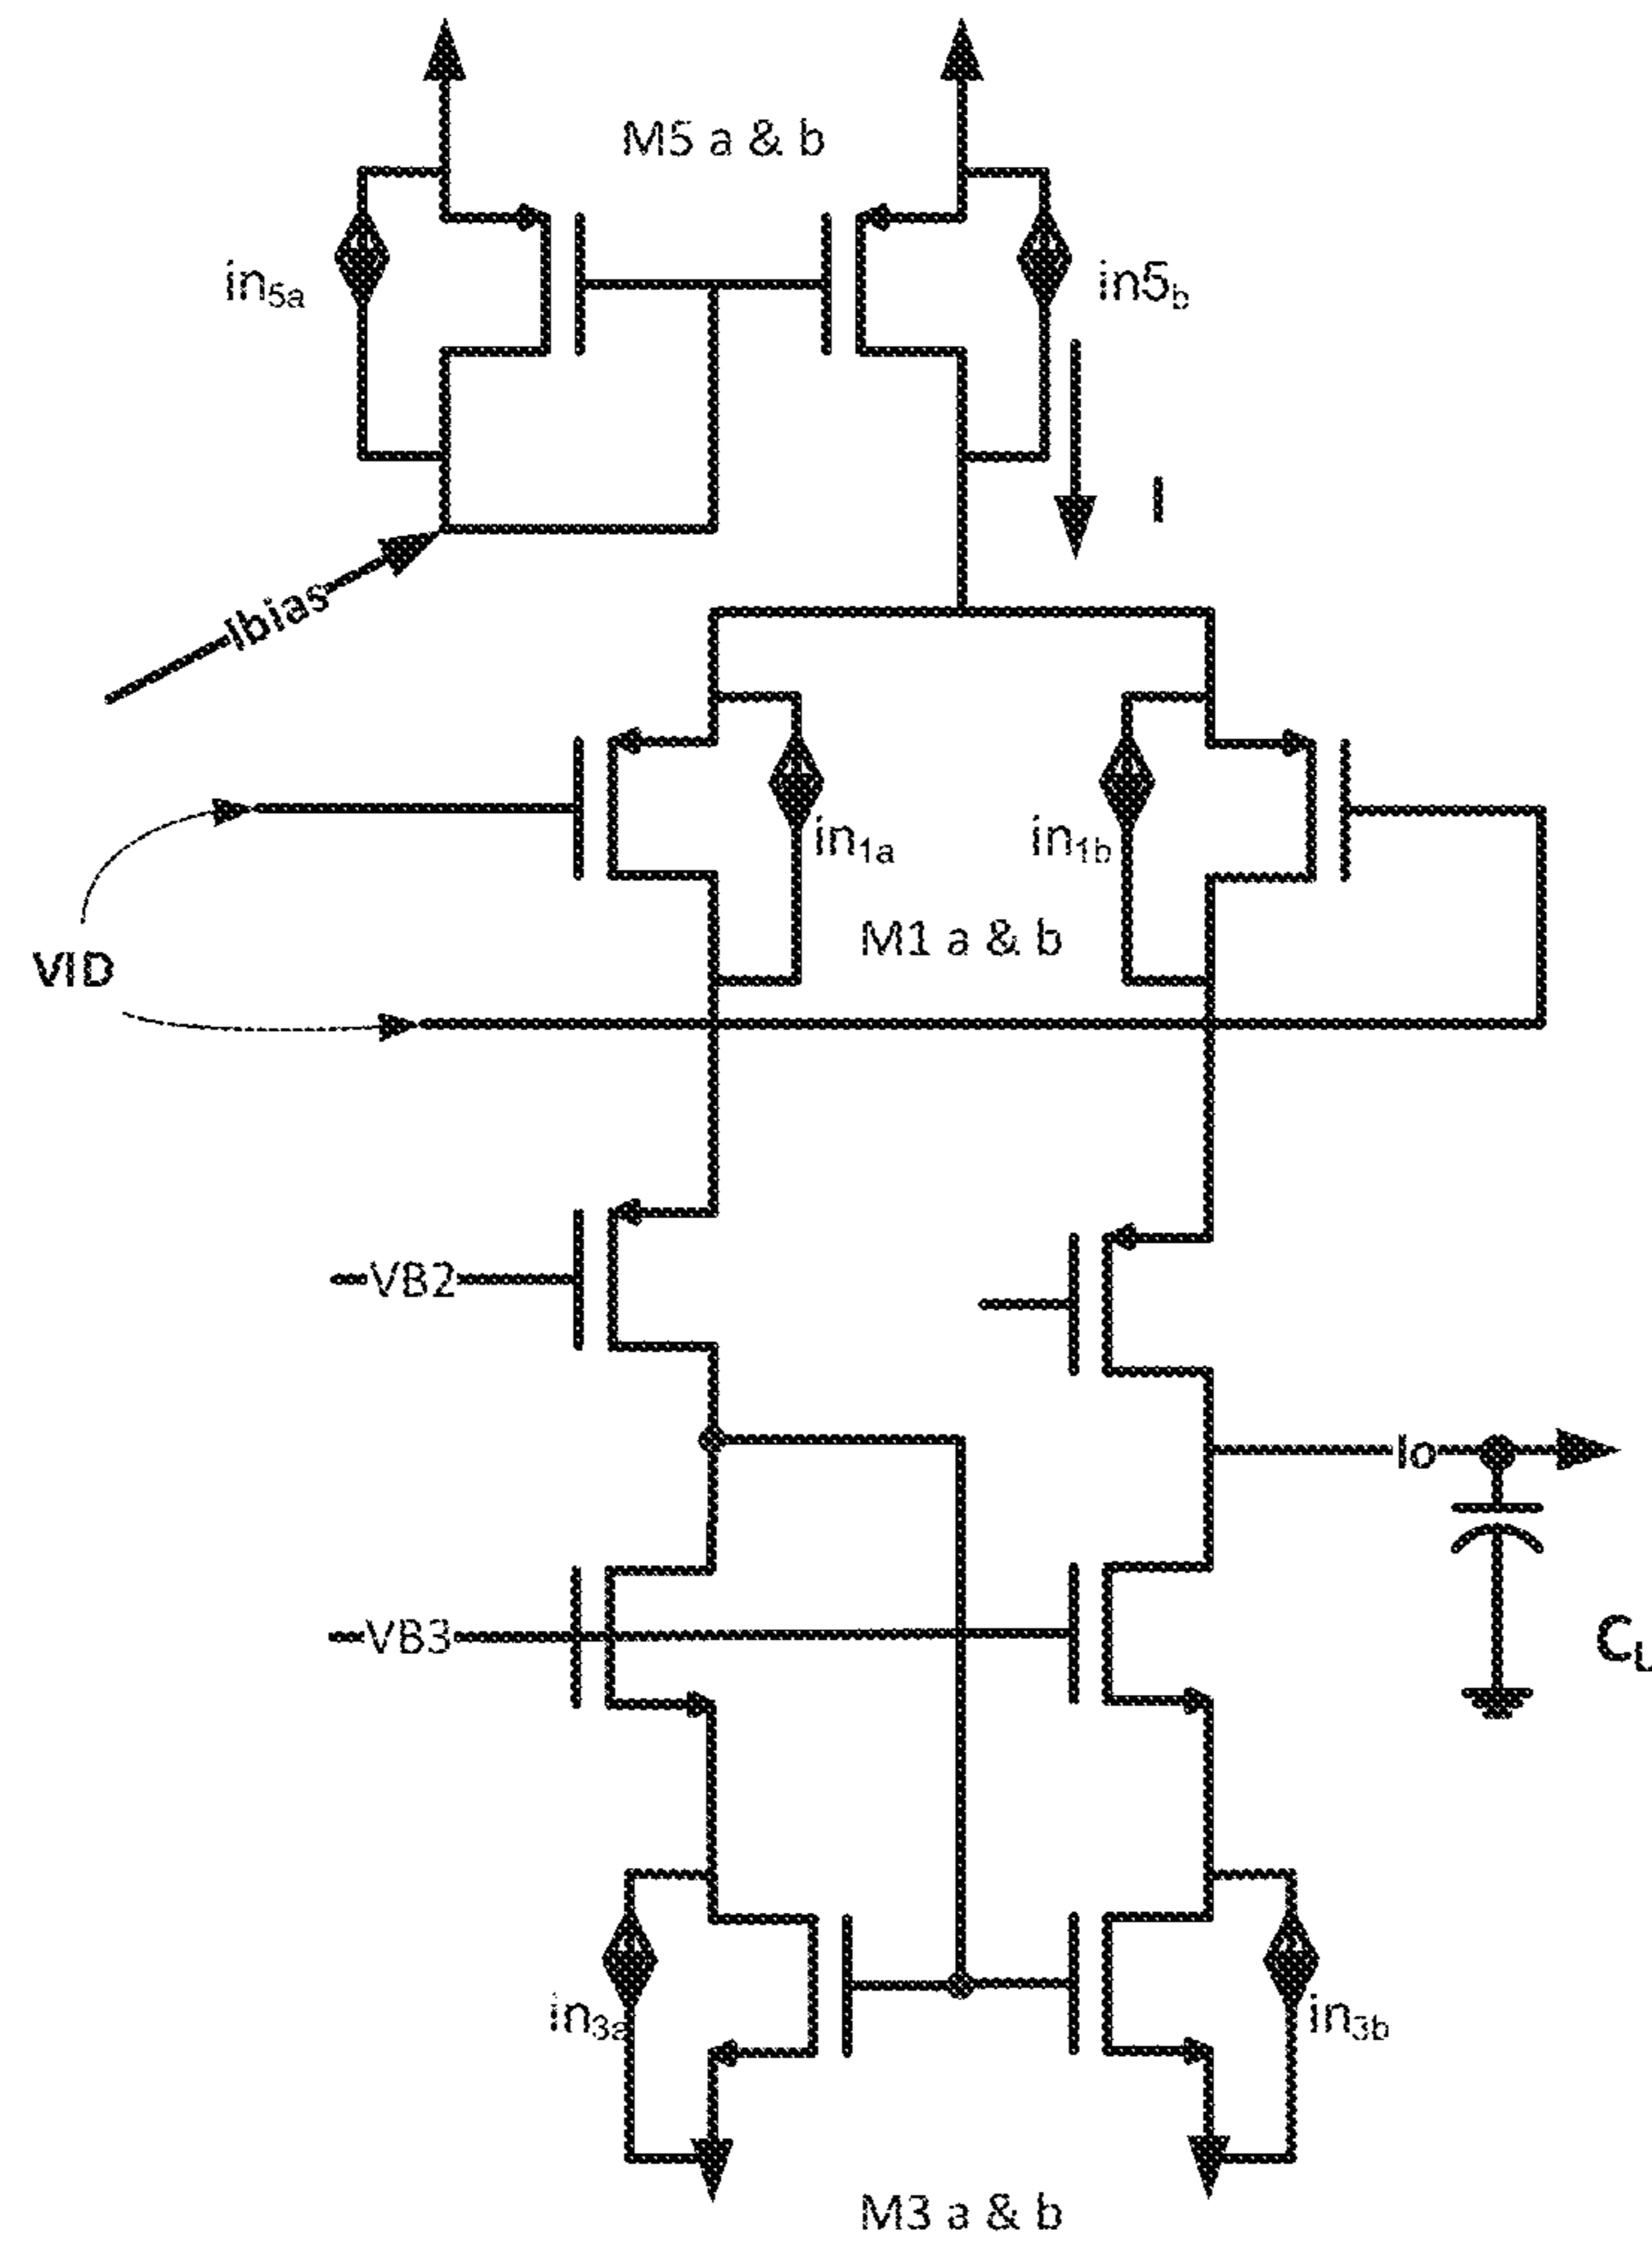 M5 a & b
in5a
in5b
I
Ibias
in1a
in1b
M1 a & b
VID
VB2
Io
VB3
CL
in3a
in3b
M3 a & b